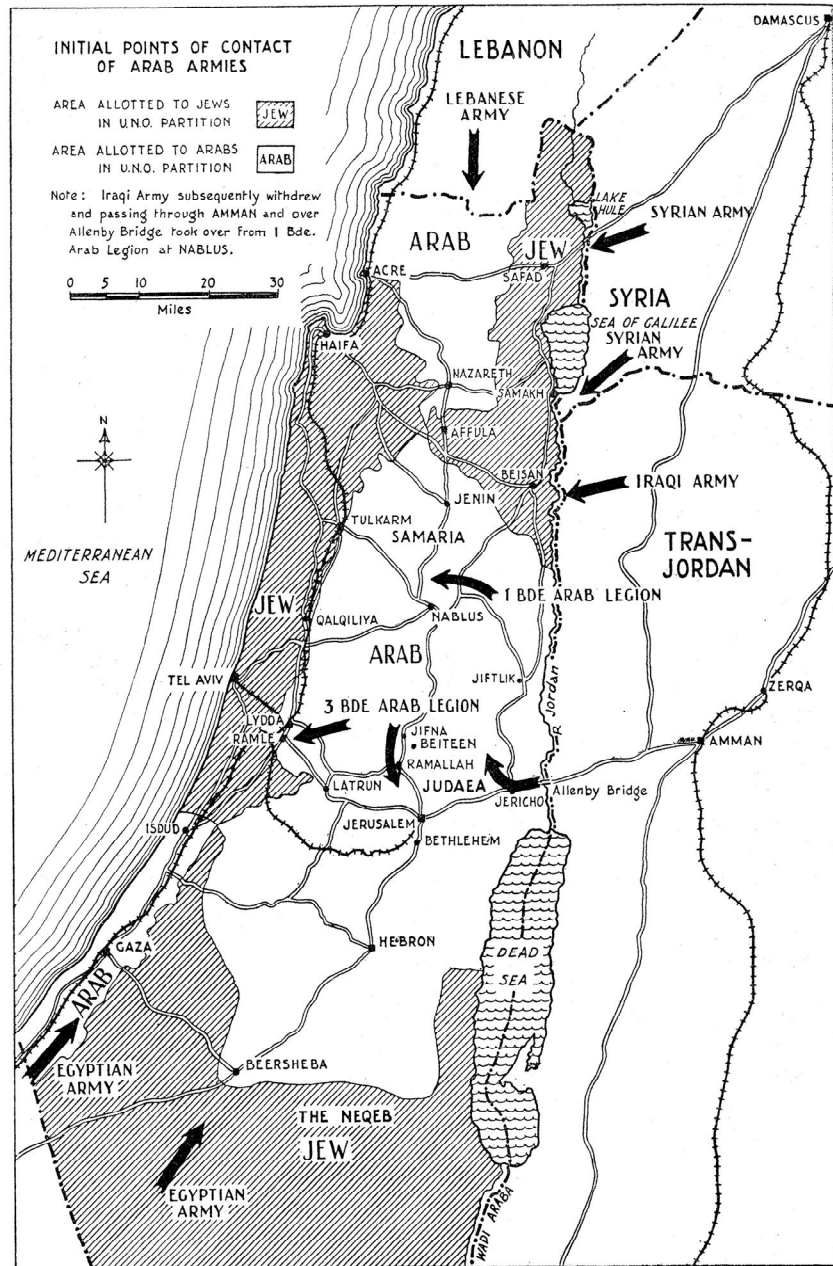 INITIAL POINTS OF CONTACT
OF ARAB ARMIES
AREA ALLOTTED TO JEWS
IN U.N.O. PARTITION
JEW
AREA ALLOTTED TO ARABS
IN U.N.O. PARTITION
ARAB
Note: Iraqi Army subsequently withdrew
and passing through AMMAN and over
Allenby Bridge took over from 1 Bde.
Arab Legion at NABLUS.
0 5 10 20 30
Miles
DAMASCUS
LEBANON
LEBANESE
ARMY
LAKE
HULE
SYRIAN ARMY
ARAB
JEW
SAFAD
ACRE
SYRIA
SEA OF GALILEE
SYRIAN
ARMY
HAIFA
NAZARETH
SAMAKH
N
AFFULA
BEISAN
IRAQI ARMY
JENIN
TULKARM
SAMARIA
TRANS-
JORDAN
MEDITERRANEAN
SEA
1 BDE ARAB LEGION
JEW
QALQILIYA
NABLUS
ARAB
TEL AVIV
JIFTLIK
R. Jordan
ZERQA
3 BDE ARAB LEGION
LYDDA
RAMLE
JIFNA
BEITEEN
AMMAN
RAMALLAH
LATRUN
JUDAEA
JERICHO
Allenby Bridge
ISDUD
JERUSALEM
BETHLEHEM
GAZA
HEBRON
DEAD
SEA
ARAB
EGYPTIAN
ARMY
BEERSHEBA
THE NEQEB
JEW
EGYPTIAN
ARMY
WADI ARABA